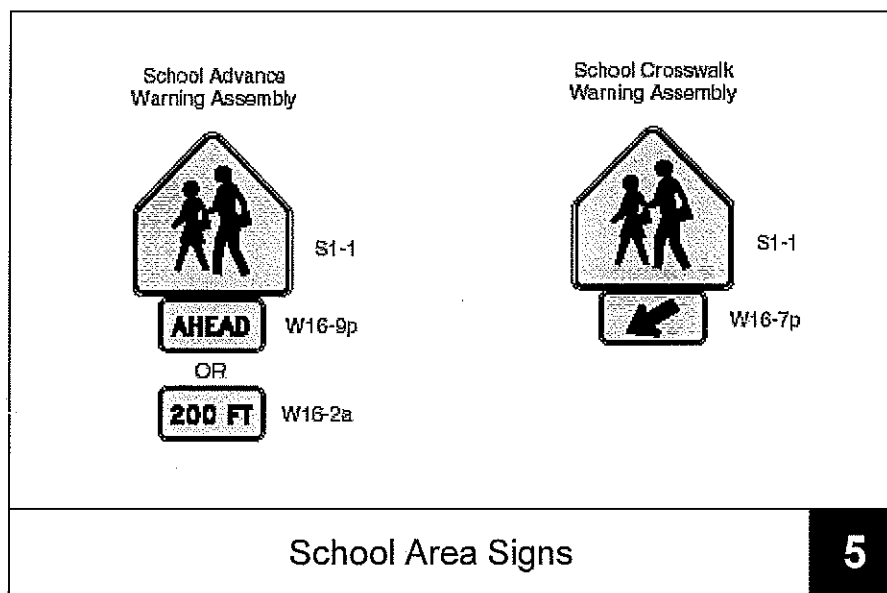 School Advance
Warning Assembly
S1-1
AHEAD
W16-9p
OR
200 FT
W16-2a
School Crosswalk
Warning Assembly
S1-1
W16-7p
School Area Signs
5